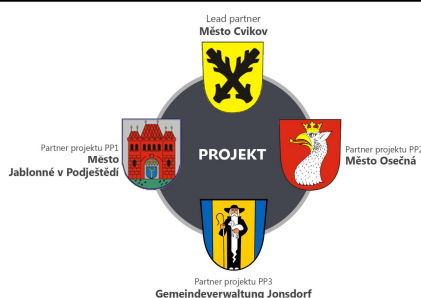 Lead partner
Město Cvikov
Partner projektu PP1
Město
Jablonné v Podještědí
PROJEKT
Partner projektu PP2
Město Osečná
Partner projektu PP3
Gemeindeverwaltung Jonsdorf